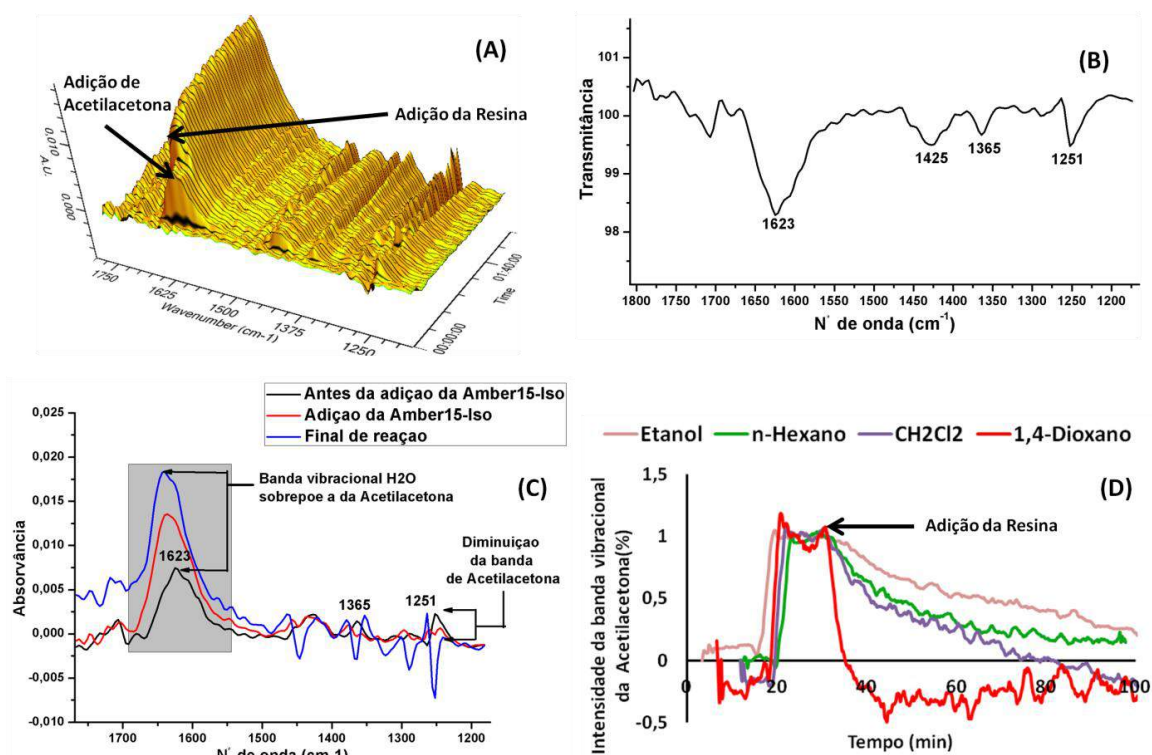 (A)
Adição de
Acetilacetona
Adição da Resina
0.010
A.U.
0.000
1750
1625
1500
1375
1250
Wavenumber (cm-1)
00:00:00
01:40:00
Time
(B)
Transmitância
101
100
99
98
1623
1425
1365
1251
1800 1750 1700 1650 1600 1550 1500 1450 1400 1350 1300 1250 1200
N° de onda (cm-1)
Antes da adiçao da Amber15-Iso
Adiçao da Amber15-Iso
Final de reaçao
(C)
Absorvância
0,025
0,020
0,015
0,010
0,005
0,000
-0,005
-0,010
Banda vibracional H2O
sobrepoe a da Acetilacetona
Diminuiçao
da banda
de Acetilacetona
1623
1365
1251
1700 1600 1500 1400 1300 1200
N° de onda (cm-1)
Etanol n-Hexano CH2Cl2 1,4-Dioxano
(D)
Intensidade da banda vibracional
da Acetilacetona(%)
1,5
1
0,5
0
-0,5
Adição da Resina
0 20 40 60 80 100
Tempo (min)